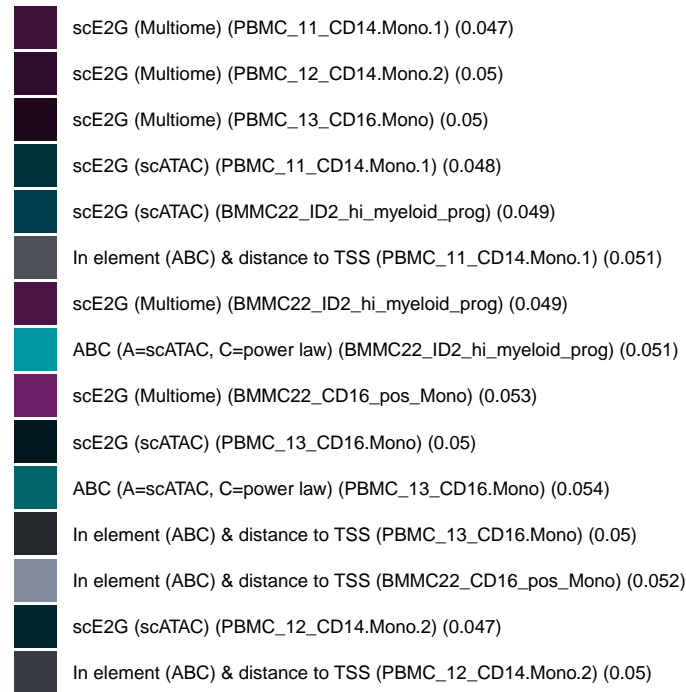 scE2G (Multiome) (PBMC_11_CD14.Mono.1) (0.047)
scE2G (Multiome) (PBMC_12_CD14.Mono.2) (0.05)
scE2G (Multiome) (PBMC_13_CD16.Mono) (0.05)
scE2G (scATAC) (PBMC_11_CD14.Mono.1) (0.048)
scE2G (scATAC) (BMMC22_ID2_hi_myeloid_prog) (0.049)
In element (ABC) & distance to TSS (PBMC_11_CD14.Mono.1) (0.051)
scE2G (Multiome) (BMMC22_ID2_hi_myeloid_prog) (0.049)
ABC (A=scATAC, C=power law) (BMMC22_ID2_hi_myeloid_prog) (0.051)
scE2G (Multiome) (BMMC22_CD16_pos_Mono) (0.053)
scE2G (scATAC) (PBMC_13_CD16.Mono) (0.05)
ABC (A=scATAC, C=power law) (PBMC_13_CD16.Mono) (0.054)
In element (ABC) & distance to TSS (PBMC_13_CD16.Mono) (0.05)
In element (ABC) & distance to TSS (BMMC22_CD16_pos_Mono) (0.052)
scE2G (scATAC) (PBMC_12_CD14.Mono.2) (0.047)
In element (ABC) & distance to TSS (PBMC_12_CD14.Mono.2) (0.05)